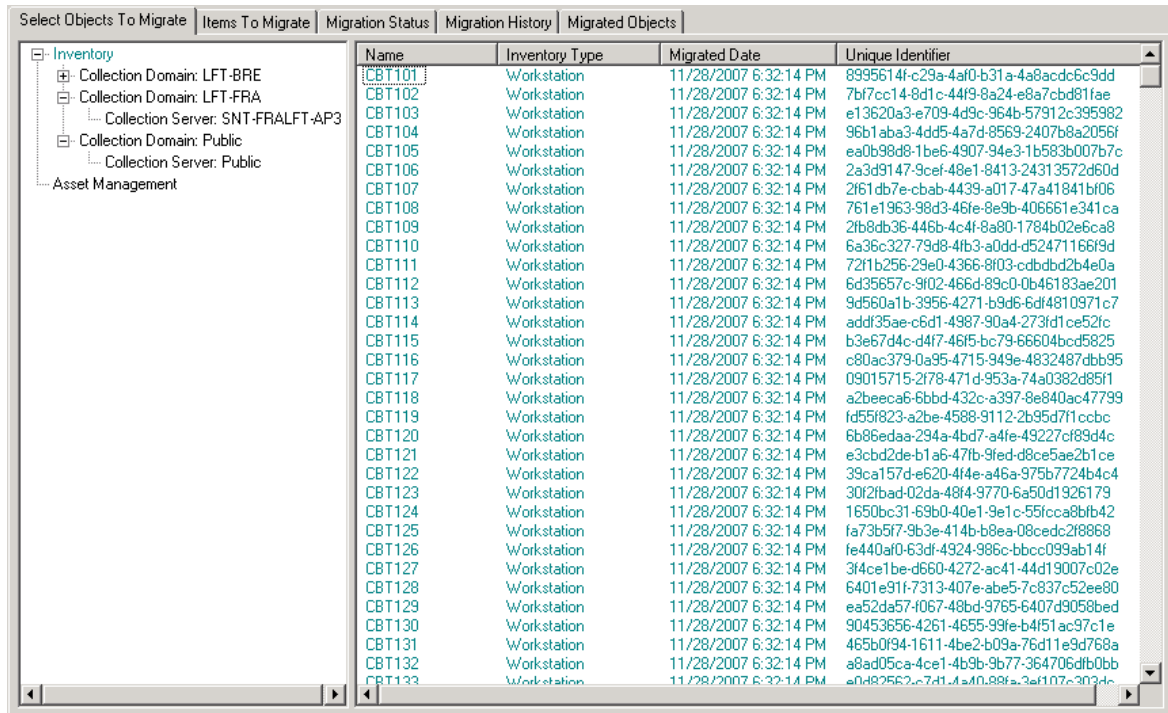 Select Objects To Migrate Items To Migrate Migration Status Migration History Migrated Objects
Inventory
Collection Domain: LFT-BRE
Collection Domain: LFT-FRA
Collection Server: SNT-FRALFT-AP3
Collection Domain: Public
Collection Server: Public
Asset Management
Name Inventory Type Migrated Date Unique Identifier
CBT101 Workstation 11/28/2007 6:32:14 PM 8995614f-c29a-4af0-b31a-4a8acdc6c9dd
CBT102 Workstation 11/28/2007 6:32:14 PM 7bf7cc14-8d1c-44f9-8a24-e8a7cbd81fae
CBT103 Workstation 11/28/2007 6:32:14 PM e13620a3-e709-4d9c-964b-57912c395982
CBT104 Workstation 11/28/2007 6:32:14 PM 96b1aba3-4dd5-4a7d-8569-2407b8a2056f
CBT105 Workstation 11/28/2007 6:32:14 PM ea0b98d8-1be6-4907-94e3-1b583b007b7c
CBT106 Workstation 11/28/2007 6:32:14 PM 2a3d9147-9cef-48e1-8413-24313572d60d
CBT107 Workstation 11/28/2007 6:32:14 PM 2f61db7e-cbab-4439-a017-47a41841bf06
CBT108 Workstation 11/28/2007 6:32:14 PM 761e1963-98d3-46fe-8e9b-406661e341ca
CBT109 Workstation 11/28/2007 6:32:14 PM 2fb8db36-446b-4c4f-8a80-1784b02e6ca8
CBT110 Workstation 11/28/2007 6:32:14 PM 6a36c327-79d8-4fb3-a0dd-d52471166f9d
CBT111 Workstation 11/28/2007 6:32:14 PM 72f1b256-29e0-4366-8f03-cdbdbd2b4e0a
CBT112 Workstation 11/28/2007 6:32:14 PM 6d35657c-9f02-466d-89c0-0b46183ae201
CBT113 Workstation 11/28/2007 6:32:14 PM 9d560a1b-3956-4271-b9d6-6df4810971c7
CBT114 Workstation 11/28/2007 6:32:14 PM addf35ae-c6d1-4987-90a4-273fd1ce52fc
CBT115 Workstation 11/28/2007 6:32:14 PM b3e67d4c-d4f7-46f5-bc79-66604bcd5825
CBT116 Workstation 11/28/2007 6:32:14 PM c80ac379-0a95-4715-949e-4832487dbb95
CBT117 Workstation 11/28/2007 6:32:14 PM 09015715-2f78-471d-953a-74a0382d85f1
CBT118 Workstation 11/28/2007 6:32:14 PM a2beeca6-6bbd-432c-a397-8e840ac47799
CBT119 Workstation 11/28/2007 6:32:14 PM fd55f823-a2be-4588-9112-2b95d7f1ccbc
CBT120 Workstation 11/28/2007 6:32:14 PM 6b86edaa-294a-4bd7-a4fe-49227cf89d4c
CBT121 Workstation 11/28/2007 6:32:14 PM e3cbd2de-b1a6-47fb-9fed-d8ce5ae2b1ce
CBT122 Workstation 11/28/2007 6:32:14 PM 39ca157d-e620-4f4e-a46a-975b7724b4c4
CBT123 Workstation 11/28/2007 6:32:14 PM 30f2fbad-02da-48f4-9770-6a50d1926179
CBT124 Workstation 11/28/2007 6:32:14 PM 1650bc31-69b0-40e1-9e1c-55fcca8bfb42
CBT125 Workstation 11/28/2007 6:32:14 PM fa73b5f7-9b3e-414b-b8ea-08cedc2f8868
CBT126 Workstation 11/28/2007 6:32:14 PM fe440af0-63df-4924-986c-bbcc099ab14f
CBT127 Workstation 11/28/2007 6:32:14 PM 3f4ce1be-d660-4272-ac41-44d19007c02e
CBT128 Workstation 11/28/2007 6:32:14 PM 6401e91f-7313-407e-abe5-7c837c52ee80
CBT129 Workstation 11/28/2007 6:32:14 PM ea52da57-f067-48bd-9765-6407d9058bed
CBT130 Workstation 11/28/2007 6:32:14 PM 90453656-4261-4655-99fe-b4f51ac97c1e
CBT131 Workstation 11/28/2007 6:32:14 PM 465b0f94-1611-4be2-b09a-76d11e9d768a
CBT132 Workstation 11/28/2007 6:32:14 PM a8ad05ca-4ce1-4b9b-9b77-364706dfb0bb
CBT133 Workstation 11/28/2007 6:32:14 PM e0d82562-c7d1-4a40-88fa-3ef107c303dc